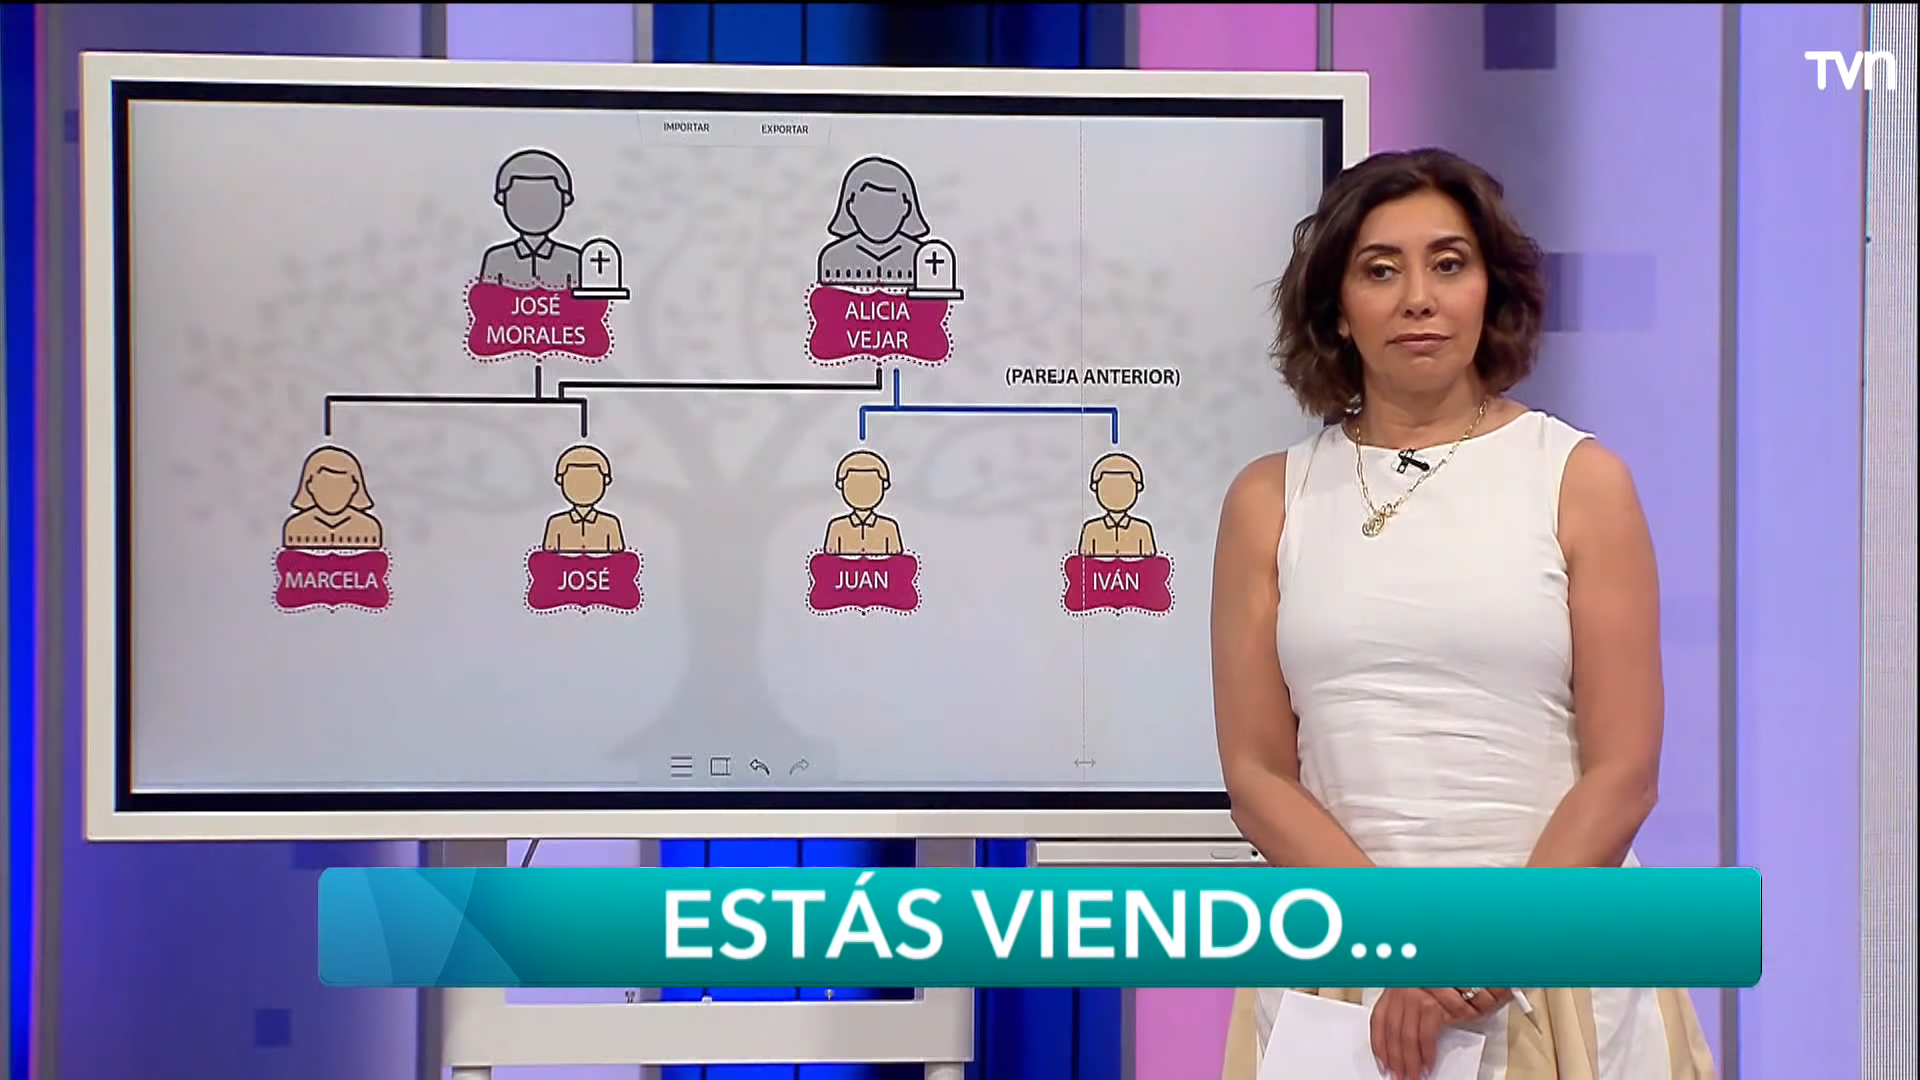 TVN
IMPORTAR
EXPORTAR
JOSÉ
MORALES
ALICIA
VEJAR
(PAREJA ANTERIOR)
MARCELA
JOSÉ
JUAN
IVÁN
ESTÁS VIENDO...